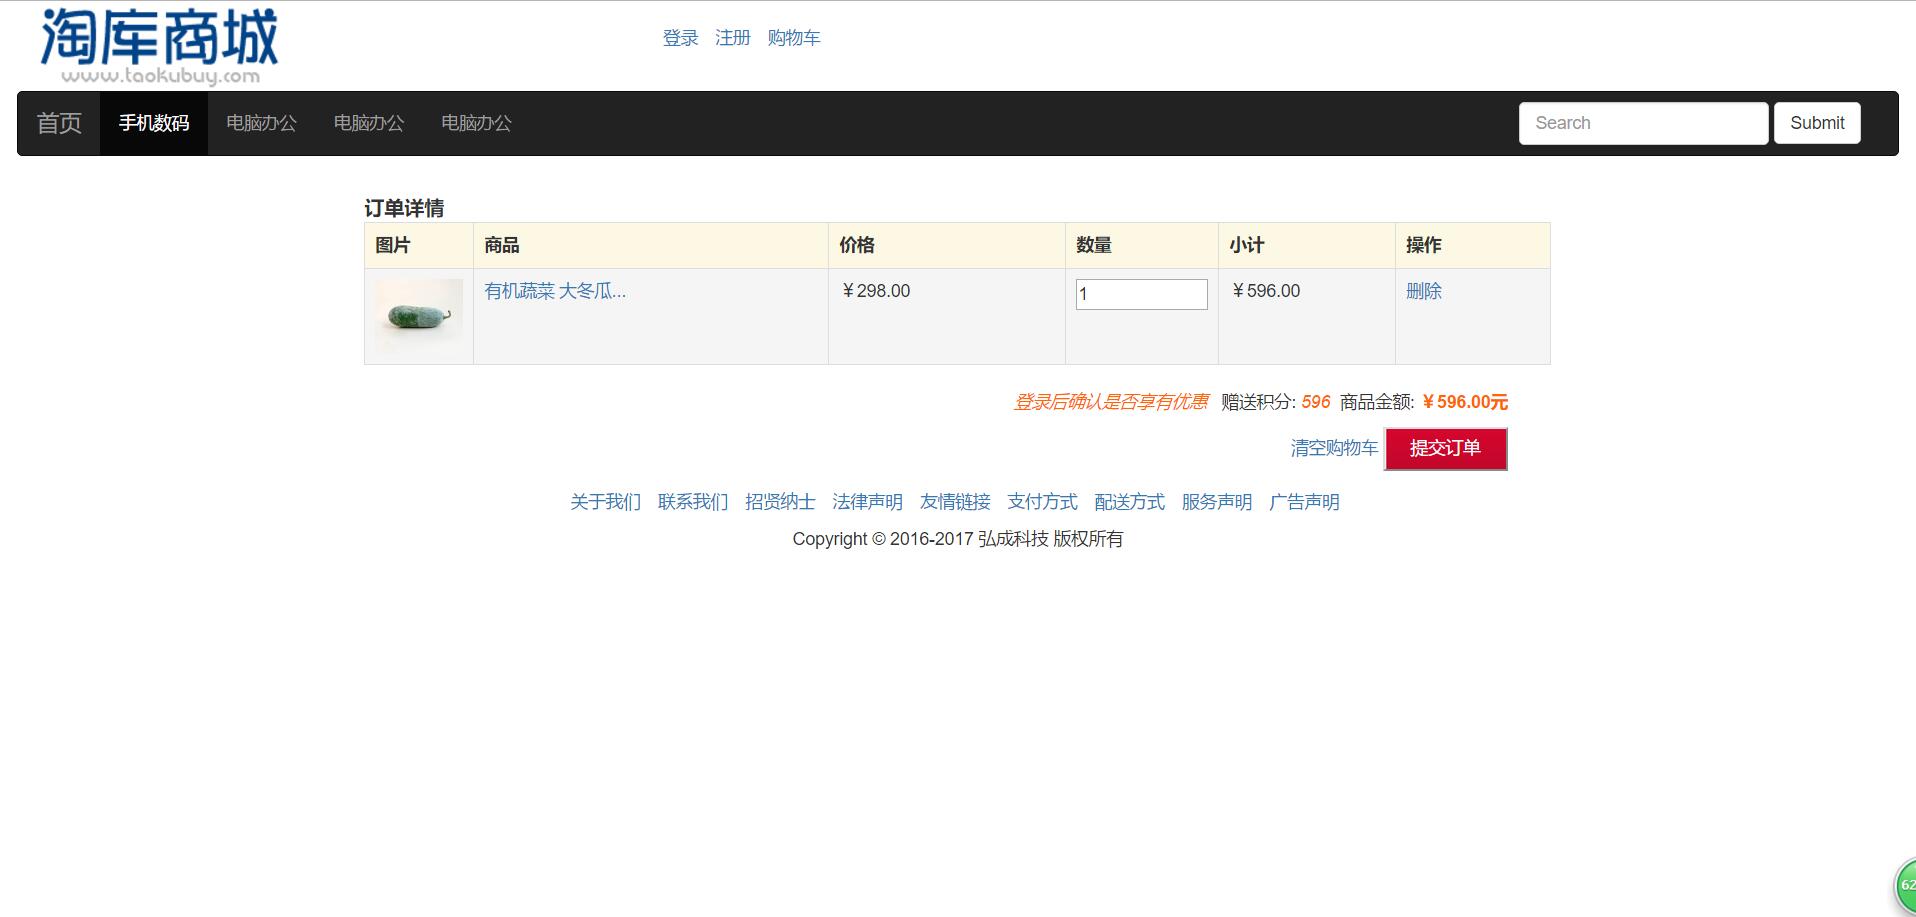 淘库商城
www.taokubuy.com
登录 注册 购物车
首页 手机数码 电脑办公 电脑办公 电脑办公 Search Submit
订单详情
图片 商品 价格 数量 小计 操作
有机蔬菜 大冬瓜... ￥298.00 1 ￥596.00 删除
登录后确认是否享有优惠 赠送积分: 596 商品金额: ￥596.00元
清空购物车 提交订单
关于我们 联系我们 招贤纳士 法律声明 友情链接 支付方式 配送方式 服务声明 广告声明
Copyright © 2016-2017 弘成科技 版权所有
62